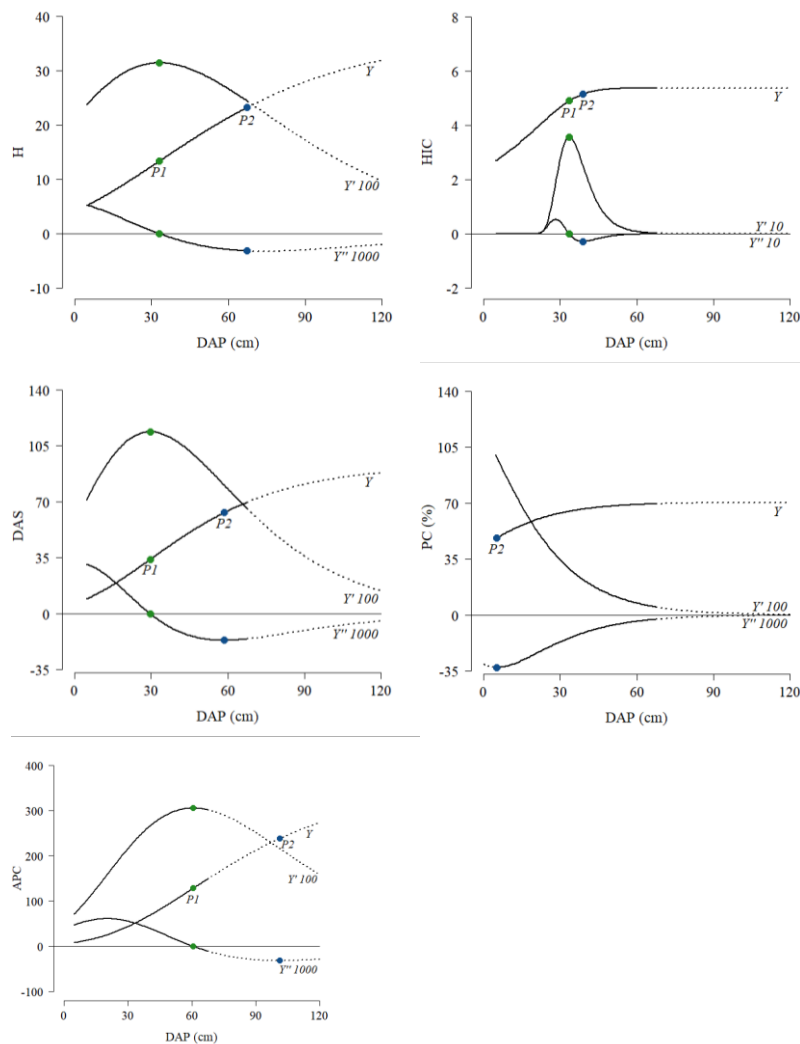 40
30
20
10
0
-10
H
Y
P2
P1
Y' 100
Y'' 1000
0
30
60
90
120
DAP (cm)
8
6
4
2
0
-2
HIC
P1
P2
Y
Y' 10
Y'' 10
0
30
60
90
120
DAP (cm)
140
105
70
35
0
-35
DAS
Y
P2
P1
Y' 100
Y'' 1000
0
30
60
90
120
DAP (cm)
140
105
70
35
0
-35
PC (%)
Y
P2
Y' 100
Y'' 1000
0
30
60
90
120
DAP (cm)
400
300
200
100
0
-100
APC
Y
P2
P1
Y' 100
Y'' 1000
0
30
60
90
120
DAP (cm)